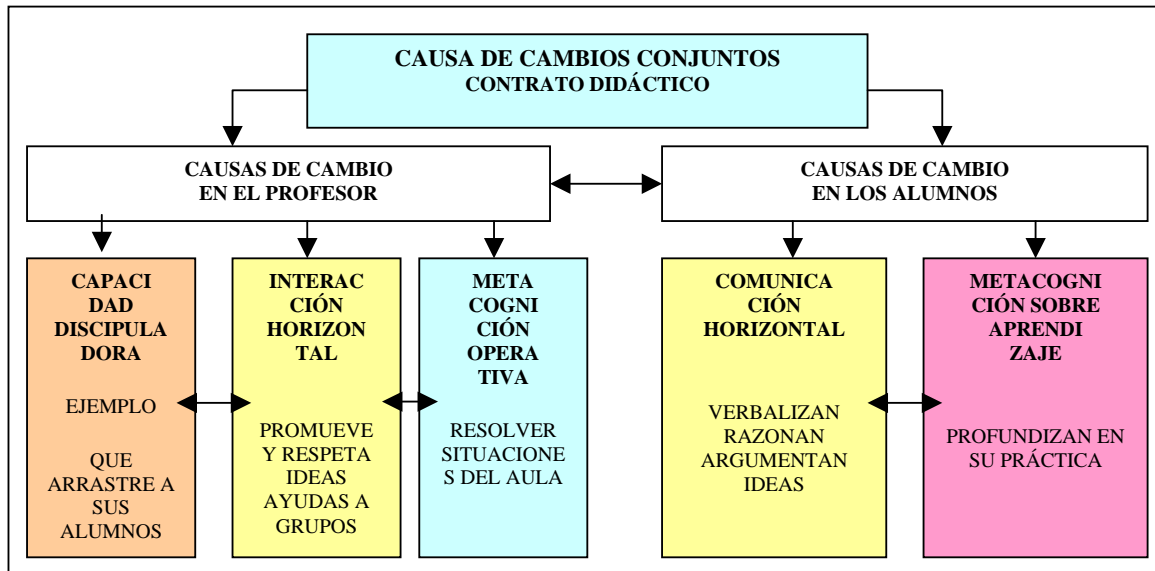 CAUSA DE CAMBIOS CONJUNTOS
CONTRATO DIDÁCTICO
CAUSAS DE CAMBIO
EN EL PROFESOR
CAUSAS DE CAMBIO
EN LOS ALUMNOS
CAPACI
DAD
DISCIPULA
DORA
EJEMPLO
QUE
ARRASTRE A
SUS
ALUMNOS
INTERAC
CIÓN
HORIZON
TAL
PROMUEVE
Y RESPETA
IDEAS
AYUDAS A
GRUPOS
META
COGNI
CIÓN
OPERA
TIVA
RESOLVER
SITUACIONE
S DEL AULA
COMUNICA
CIÓN
HORIZONTAL
VERBALIZAN
RAZONAN
ARGUMENTAN
IDEAS
METACOGNI
CIÓN SOBRE
APRENDI
ZAJE
PROFUNDIZAN EN
SU PRÁCTICA